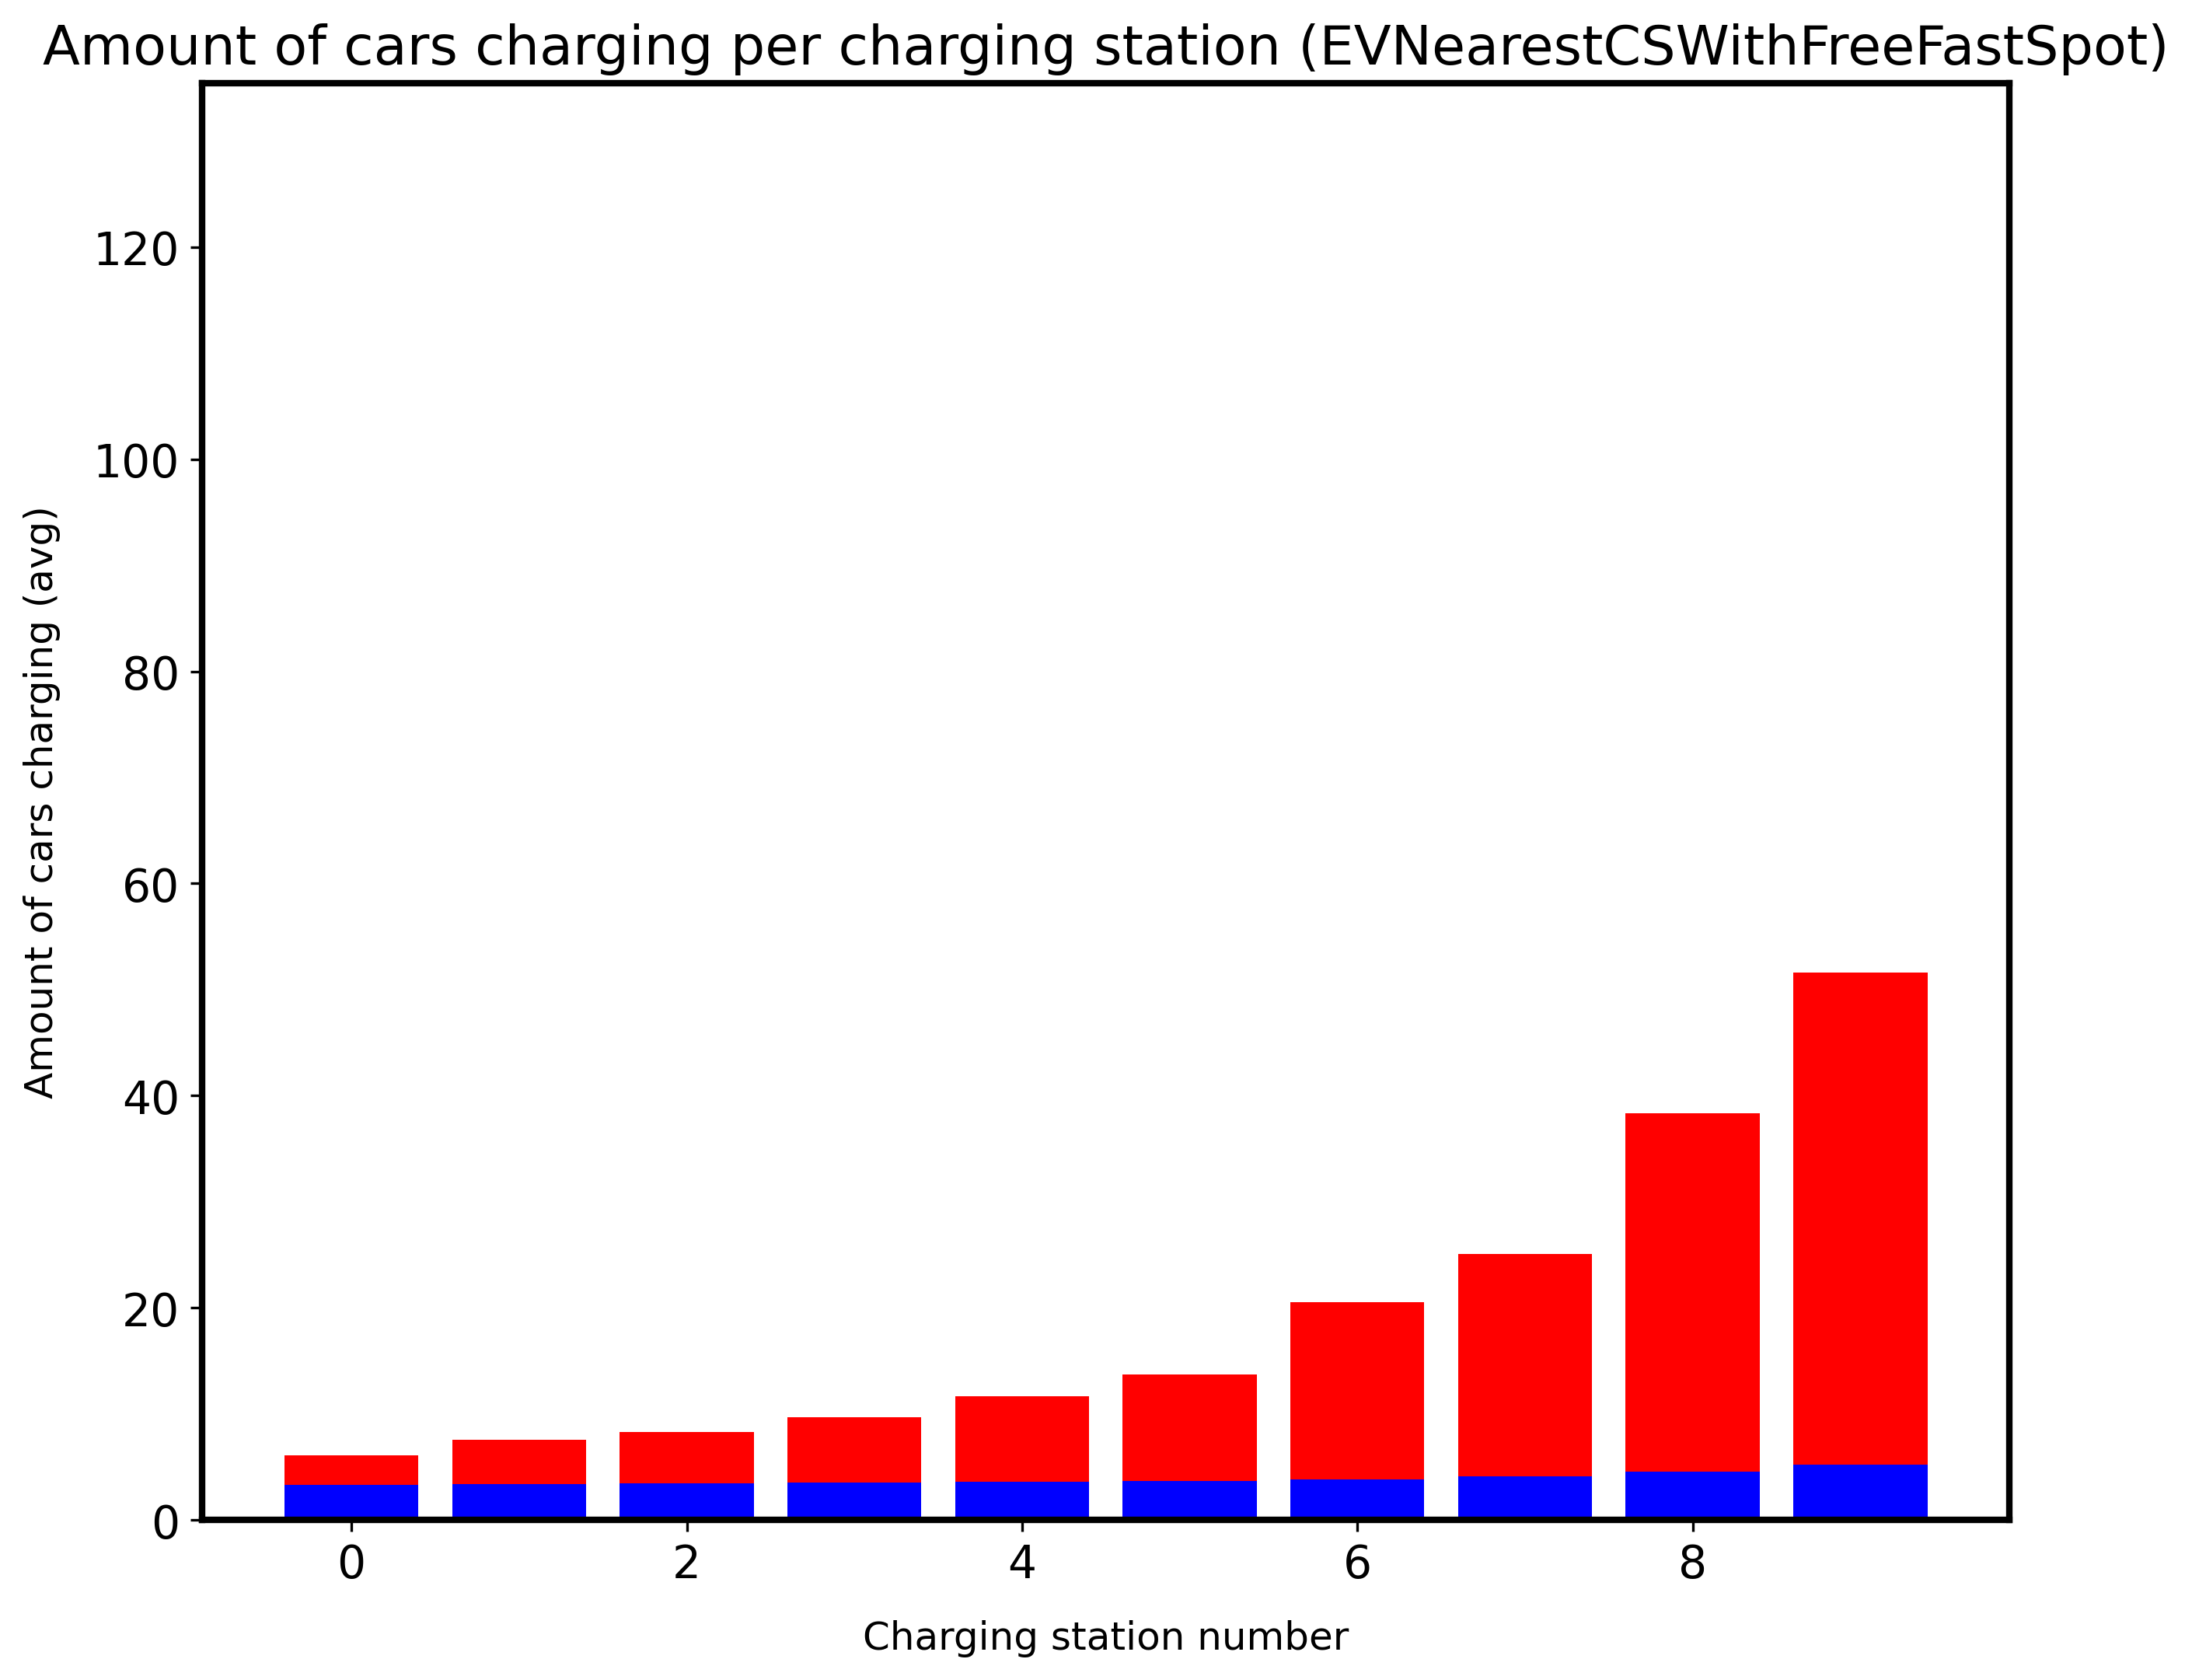 Amount of cars charging per charging station (EVNearestCSWithFreeFastSpot)
120
100
80
60
40
20
0
Amount of cars charging (avg)
0 2 4 6 8
Charging station number